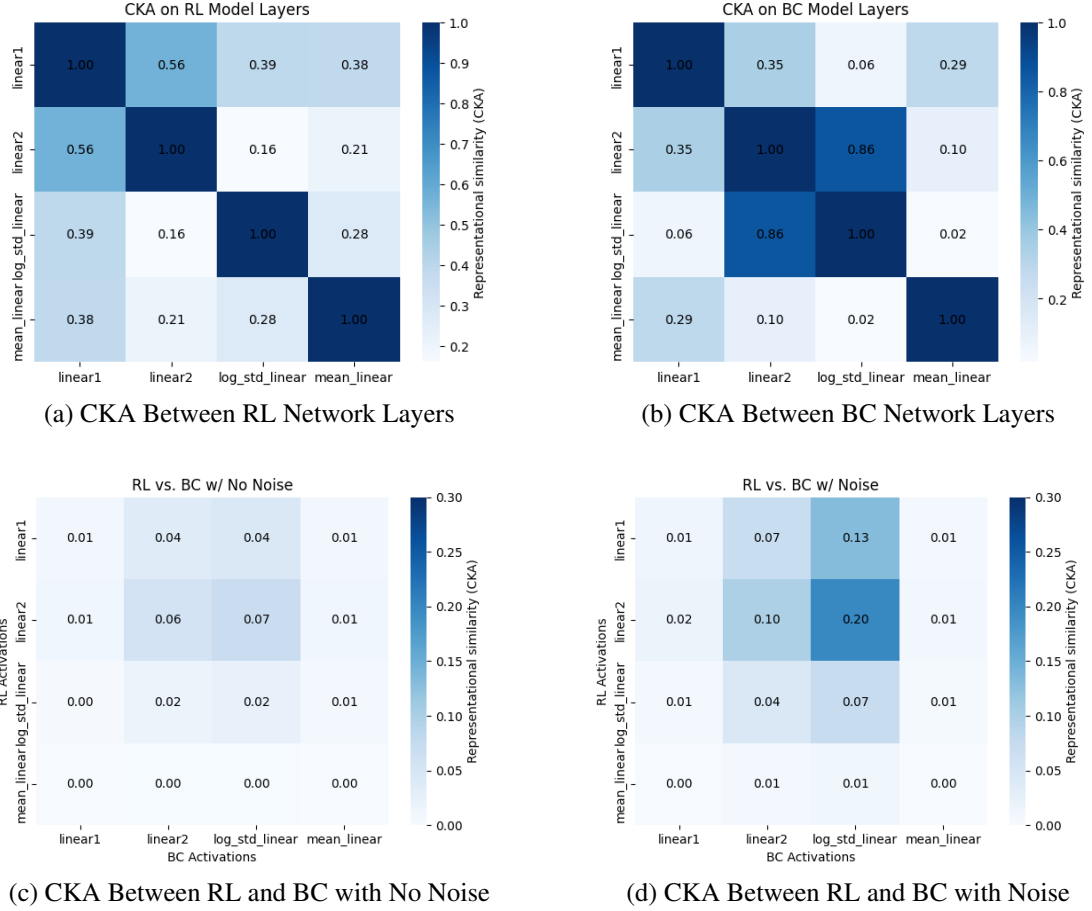 CKA on RL Model Layers
linear1
linear2
log_std_linear
mean_linear
1.00 0.56 0.39 0.38
0.56 1.00 0.16 0.21
0.39 0.16 1.00 0.28
0.38 0.21 0.28 1.00
linear1 linear2 log_std_linear mean_linear
1.0
0.9
0.8
0.7
0.6
0.5
0.4
0.3
0.2
Representational similarity (CKA)
(a) CKA Between RL Network Layers
CKA on BC Model Layers
linear1
linear2
log_std_linear
mean_linear
1.00 0.35 0.06 0.29
0.35 1.00 0.86 0.10
0.06 0.86 1.00 0.02
0.29 0.10 0.02 1.00
linear1 linear2 log_std_linear mean_linear
1.0
0.8
0.6
0.4
0.2
Representational similarity (CKA)
(b) CKA Between BC Network Layers
RL vs. BC w/ No Noise
RL Activations
linear1
linear2
log_std_linear
mean_linear
0.01 0.04 0.04 0.01
0.01 0.06 0.07 0.01
0.00 0.02 0.02 0.01
0.00 0.00 0.00 0.00
linear1 linear2 log_std_linear mean_linear
BC Activations
0.30
0.25
0.20
0.15
0.10
0.05
0.00
Representational similarity (CKA)
(c) CKA Between RL and BC with No Noise
RL vs. BC w/ Noise
RL Activations
linear1
linear2
log_std_linear
mean_linear
0.01 0.07 0.13 0.01
0.02 0.10 0.20 0.01
0.01 0.04 0.07 0.01
0.00 0.01 0.01 0.00
linear1 linear2 log_std_linear mean_linear
BC Activations
0.30
0.25
0.20
0.15
0.10
0.05
0.00
Representational similarity (CKA)
(d) CKA Between RL and BC with Noise